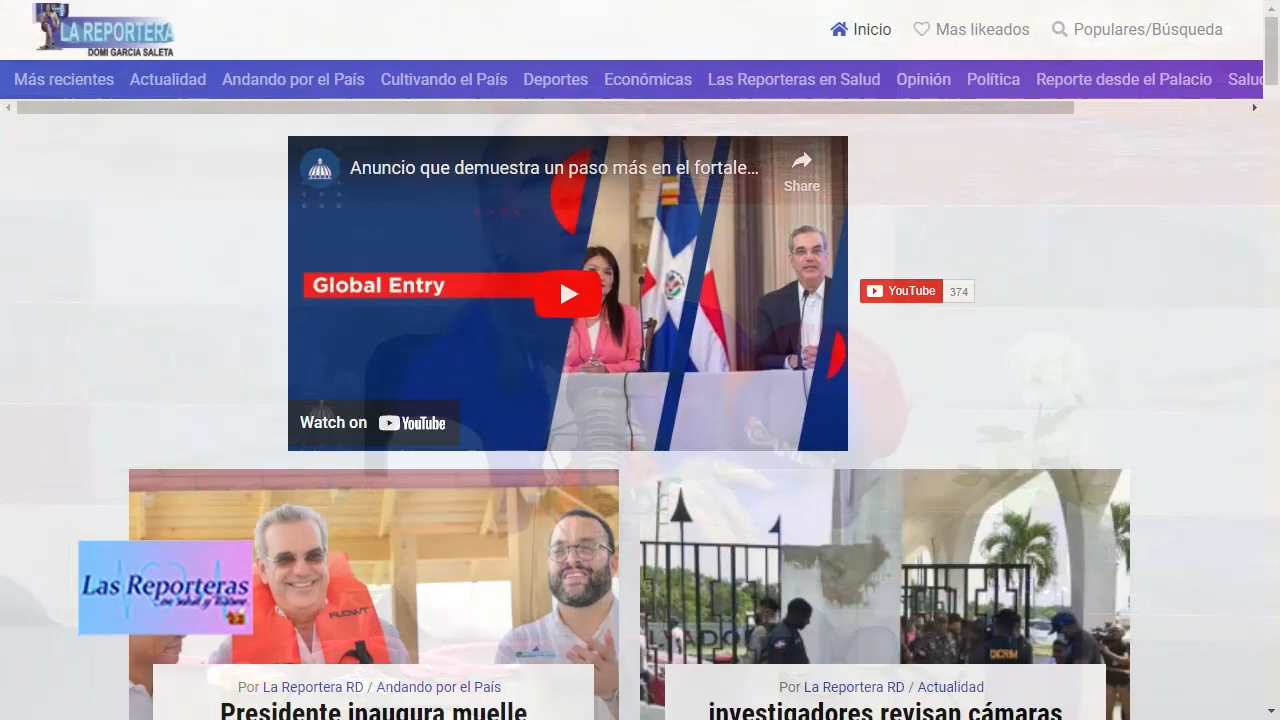 LA REPORTERA
DOMI GARCIA SALETA
Inicio
Mas likeados
Populares/Búsqueda
Más recientes
Actualidad
Andando por el País
Cultivando el País
Deportes
Económicas
Las Reporteras en Salud
Opinión
Política
Reporte desde el Palacio
Salud
Anuncio que demuestra un paso más en el fortale...
Share
Global Entry
YouTube 374
Watch on YouTube
Las Reporteras
FLOWT
DICRIM
Por La Reportera RD / Andando por el País
Presidente inaugura muelle
Por La Reportera RD / Actualidad
investigadores revisan cámaras